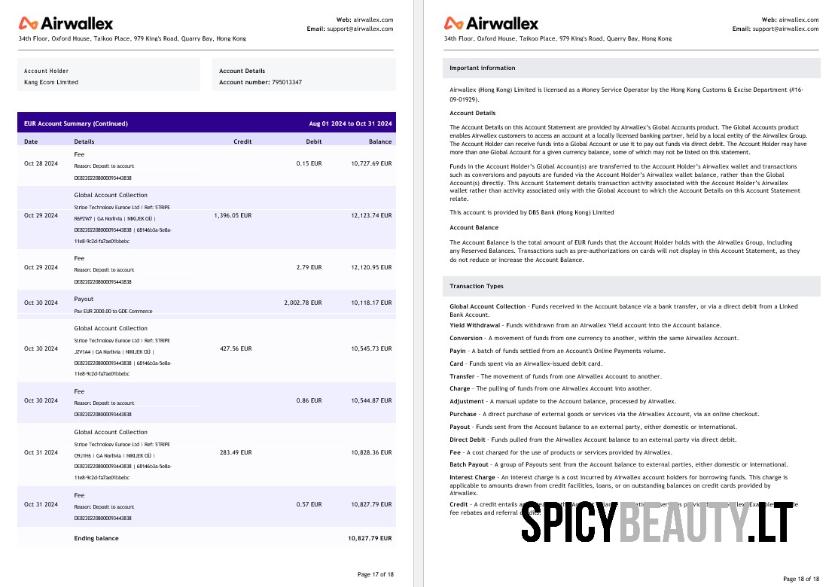 Airwallex
Web: airwallex.com
Email: support@airwallex.com
34th Floor, Oxford House, Taikoo Place, 979 King's Road, Quarry Bay, Hong Kong
Account Holder
Kang Ecom Limited
Account Details
Account number: 795013347
EUR Account Summary (Continued) Aug 01 2024 to Oct 31 2024
Date Details Credit Debit Balance
Fee
Oct 28 2024 Reason: Deposit to account 0.15 EUR 10,727.69 EUR
Global Account Collection
Stripe Technology Europe Ltd | Ref: STRIPE
Oct 29 2024 1,396.05 EUR 12,123.74 EUR
Fee
Oct 29 2024 Reason: Deposit to account 2.79 EUR 12,120.95 EUR
Payout
Oct 30 2024 2,002.78 EUR 10,118.17 EUR
Pay EUR 2000.00 to GDE Commerce
Global Account Collection
Stripe Technology Europe Ltd | Ref: STRIPE
Oct 30 2024 427.56 EUR 10,545.73 EUR
Fee
Oct 30 2024 Reason: Deposit to account 0.86 EUR 10,544.87 EUR
Global Account Collection
Stripe Technology Europe Ltd | Ref: STRIPE
Oct 31 2024 283.49 EUR 10,828.36 EUR
Fee
Oct 31 2024 Reason: Deposit to account 0.57 EUR 10,827.79 EUR
Ending balance 10,827.79 EUR
Page 17 of 18
Airwallex
Web: airwallex.com
Email: support@airwallex.com
34th Floor, Oxford House, Taikoo Place, 979 King's Road, Quarry Bay, Hong Kong
Important information
Airwallex (Hong Kong) Limited is licensed as a Money Service Operator by the Hong Kong Customs & Excise Department (#16-
09-01929).
Account Details
The Account Details on this Account Statement are provided by Airwallex's Global Accounts product. The Global Accounts product
enables Airwallex customers to access an account at a locally licensed banking partner, held by a local entity of the Airwallex Group.
The Account Holder can receive funds into a Global Account or use it to pay out funds via direct debit. The Account Holder may have
more than one Global Account for a given currency balance, some of which may not be listed on this statement.
Funds in the Account Holder's Global Account(s) are transferred to the Account Holder's Airwallex wallet and transactions
such as conversions and payouts are funded via the Account Holder's Airwallex wallet balance, rather than the Global
Account(s) directly. This Account Statement details transaction activity associated with the Account Holder's Airwallex
wallet rather than activity associated only with the Global Account to which the Account Details on this Account Statement
relate.
This account is provided by DBS Bank (Hong Kong) Limited
Account Balance
The Account Balance is the total amount of EUR funds that the Account Holder holds with the Airwallex Group, including
any Reserved Balances. Transactions such as pre-authorizations on cards will not display in this Account Statement, as they
do not reduce or increase the Account Balance.
Transaction Types
Global Account Collection - Funds received in the Account balance via a bank transfer, or via a direct debit from a Linked
Bank Account.
Yield Withdrawal - Funds withdrawn from an Airwallex Yield account into the Account balance.
Conversion - A movement of funds from one currency to another, within the same Airwallex Account.
Payin - A batch of funds settled from an Account's Online Payments volume.
Card - Funds spent via an Airwallex-issued debit card.
Transfer - The movement of funds from one Airwallex Account to another.
Charge - The pulling of funds from one Airwallex Account into another.
Adjustment - A manual update to the Account balance, processed by Airwallex.
Purchase - A direct purchase of external goods or services via the Airwallex Account, via an online checkout.
Payout - Funds sent from the Account balance to an external party, either domestic or international.
Direct Debit - Funds pulled from the Airwallex Account balance to an external party via direct debit.
Fee - A cost charged for the use of products or services provided by Airwallex.
Batch Payout - A group of Payouts sent from the Account balance to external parties, either domestic or international.
Interest Charge - An interest charge is a cost incurred by Airwallex account holders for borrowing funds. This charge is
applicable to amounts drawn from credit facilities, loans, or on outstanding balances on credit cards provided by
Airwallex.
Credit - A credit entails
fee rebates and referral
SPICYBEAUTY.LT
Page 18 of 18